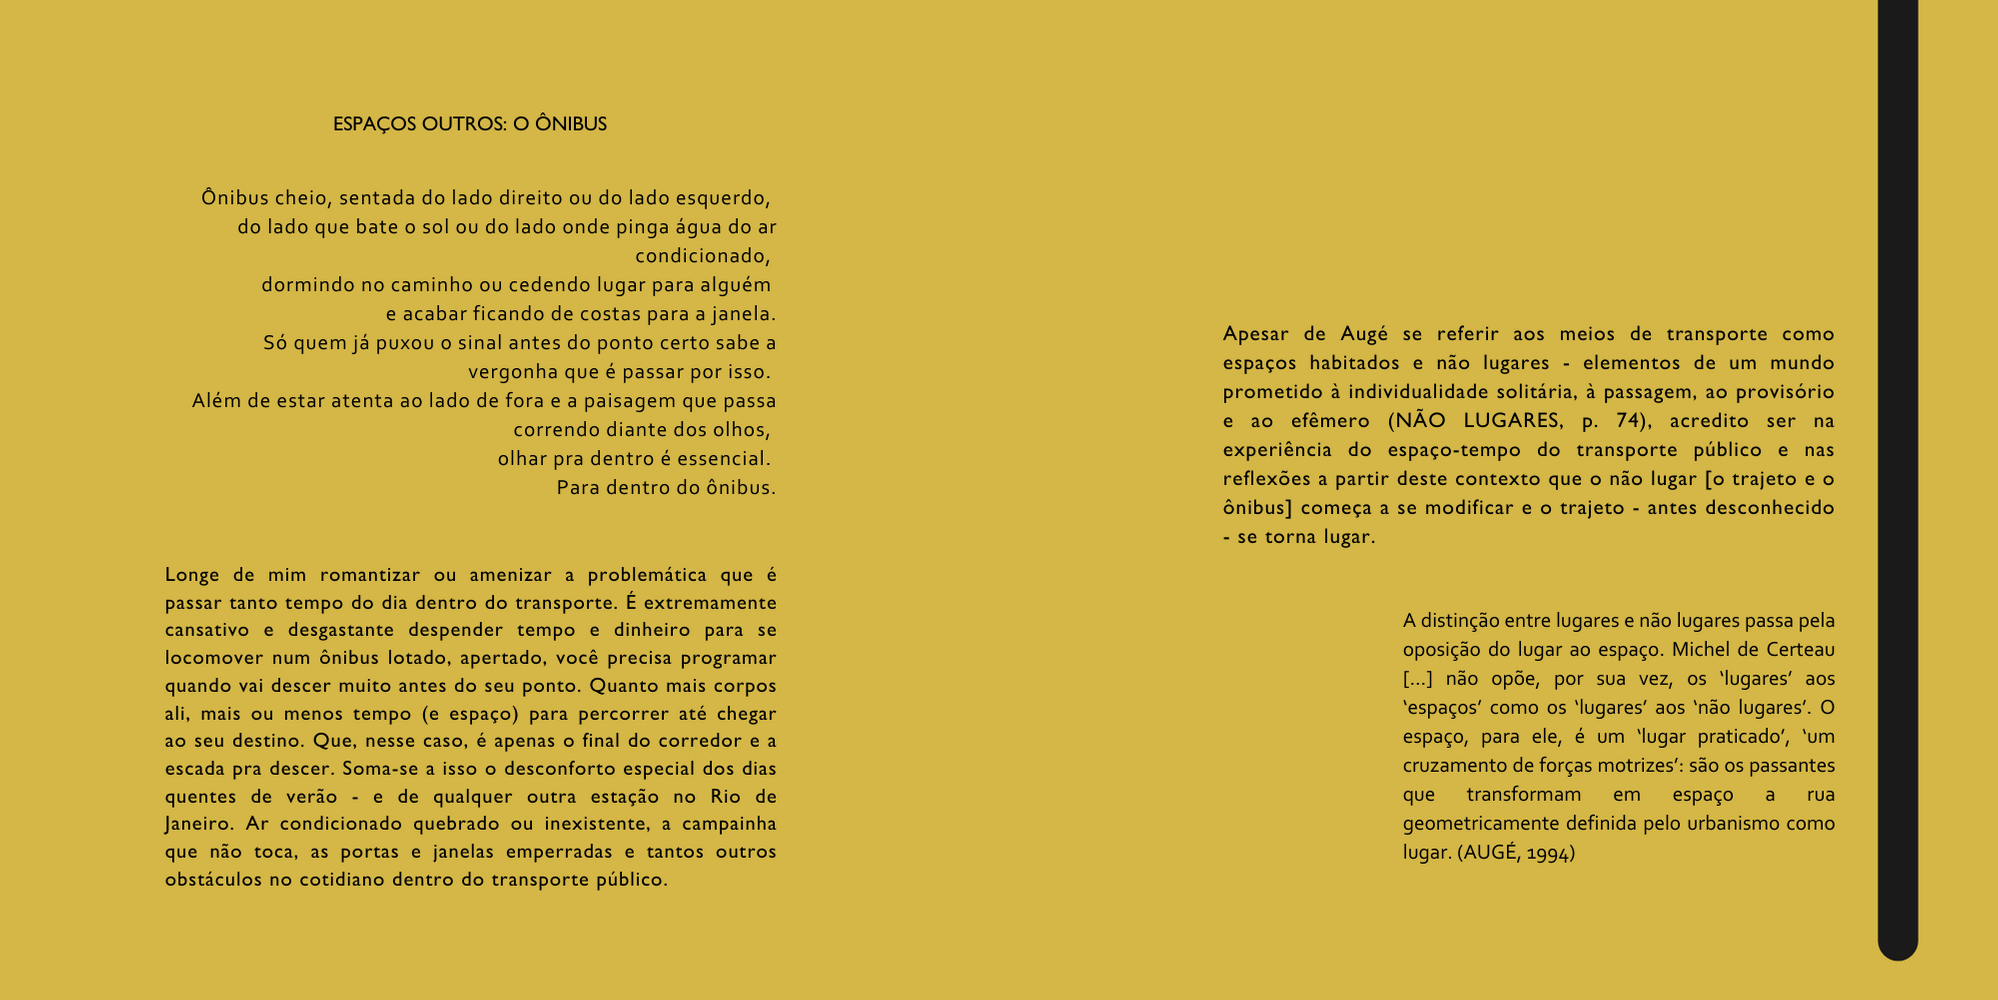 ESPAÇOS OUTROS: O ÔNIBUS
Ônibus cheio, sentada do lado direito ou do lado esquerdo,
do lado que bate o sol ou do lado onde pinga água do ar
condicionado,
dormindo no caminho ou cedendo lugar para alguém
e acabar ficando de costas para a janela.
Só quem já puxou o sinal antes do ponto certo sabe a
vergonha que é passar por isso.
Além de estar atenta ao lado de fora e a paisagem que passa
correndo diante dos olhos,
olhar pra dentro é essencial.
Para dentro do ônibus.
Longe de mim romantizar ou amenizar a problemática que é
passar tanto tempo do dia dentro do transporte. É extremamente
cansativo e desgastante despender tempo e dinheiro para se
locomover num ônibus lotado, apertado, você precisa programar
quando vai descer muito antes do seu ponto. Quanto mais corpos
ali, mais ou menos tempo (e espaço) para percorrer até chegar
ao seu destino. Que, nesse caso, é apenas o final do corredor e a
escada pra descer. Soma-se a isso o desconforto especial dos dias
quentes de verão - e de qualquer outra estação no Rio de
Janeiro. Ar condicionado quebrado ou inexistente, a campainha
que não toca, as portas e janelas emperradas e tantos outros
obstáculos no cotidiano dentro do transporte público.
Apesar de Augé se referir aos meios de transporte como
espaços habitados e não lugares - elementos de um mundo
prometido à individualidade solitária, à passagem, ao provisório
e ao efêmero (NÃO LUGARES, p. 74), acredito ser na
experiência do espaço-tempo do transporte público e nas
reflexões a partir deste contexto que o não lugar [o trajeto e o
ônibus] começa a se modificar e o trajeto - antes desconhecido
- se torna lugar.
A distinção entre lugares e não lugares passa pela
oposição do lugar ao espaço. Michel de Certeau
[...] não opõe, por sua vez, os ‘lugares’ aos
‘espaços’ como os ‘lugares’ aos ‘não lugares’. O
espaço, para ele, é um ‘lugar praticado’, ‘um
cruzamento de forças motrizes’: são os passantes
que transformam em espaço a rua
geometricamente definida pelo urbanismo como
lugar. (AUGÉ, 1994)